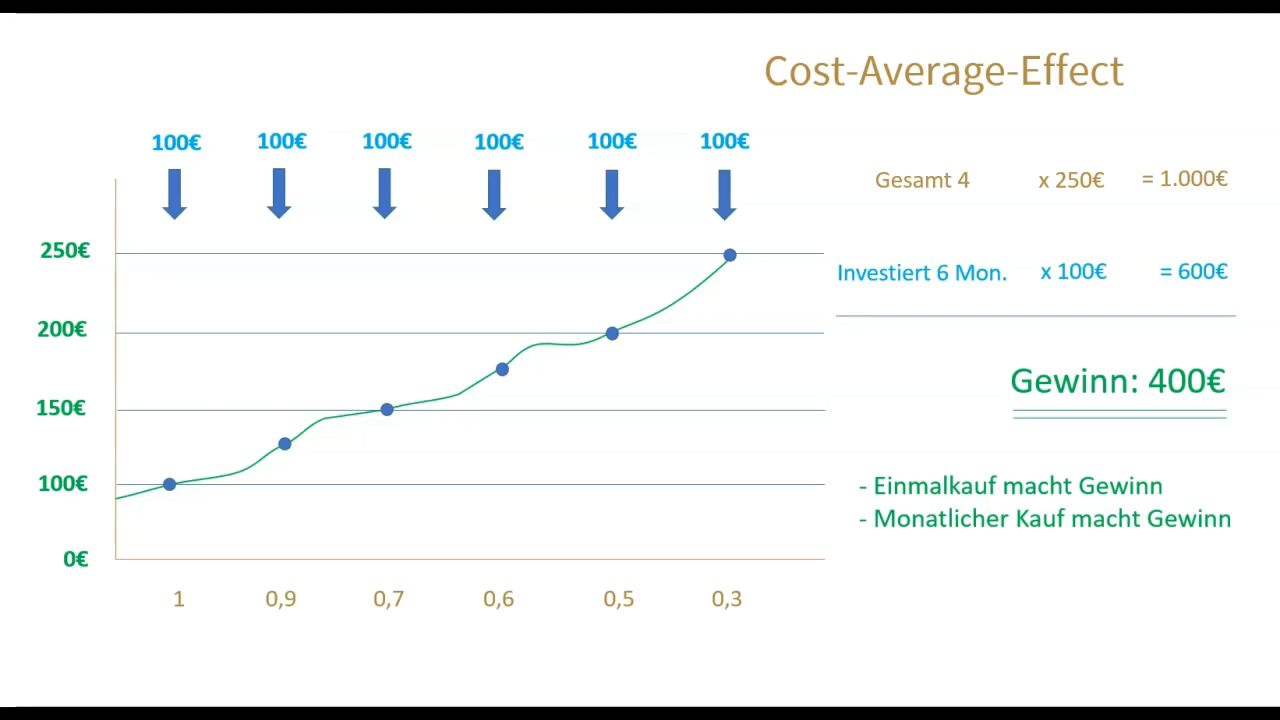 Cost-Average-Effect
100€ 100€ 100€ 100€ 100€ 100€
Gesamt 4 x 250€ = 1.000€
250€
Investiert 6 Mon. x 100€ = 600€
200€
Gewinn: 400€
150€
100€
- Einmalkauf macht Gewinn
- Monatlicher Kauf macht Gewinn
0€
1 0,9 0,7 0,6 0,5 0,3